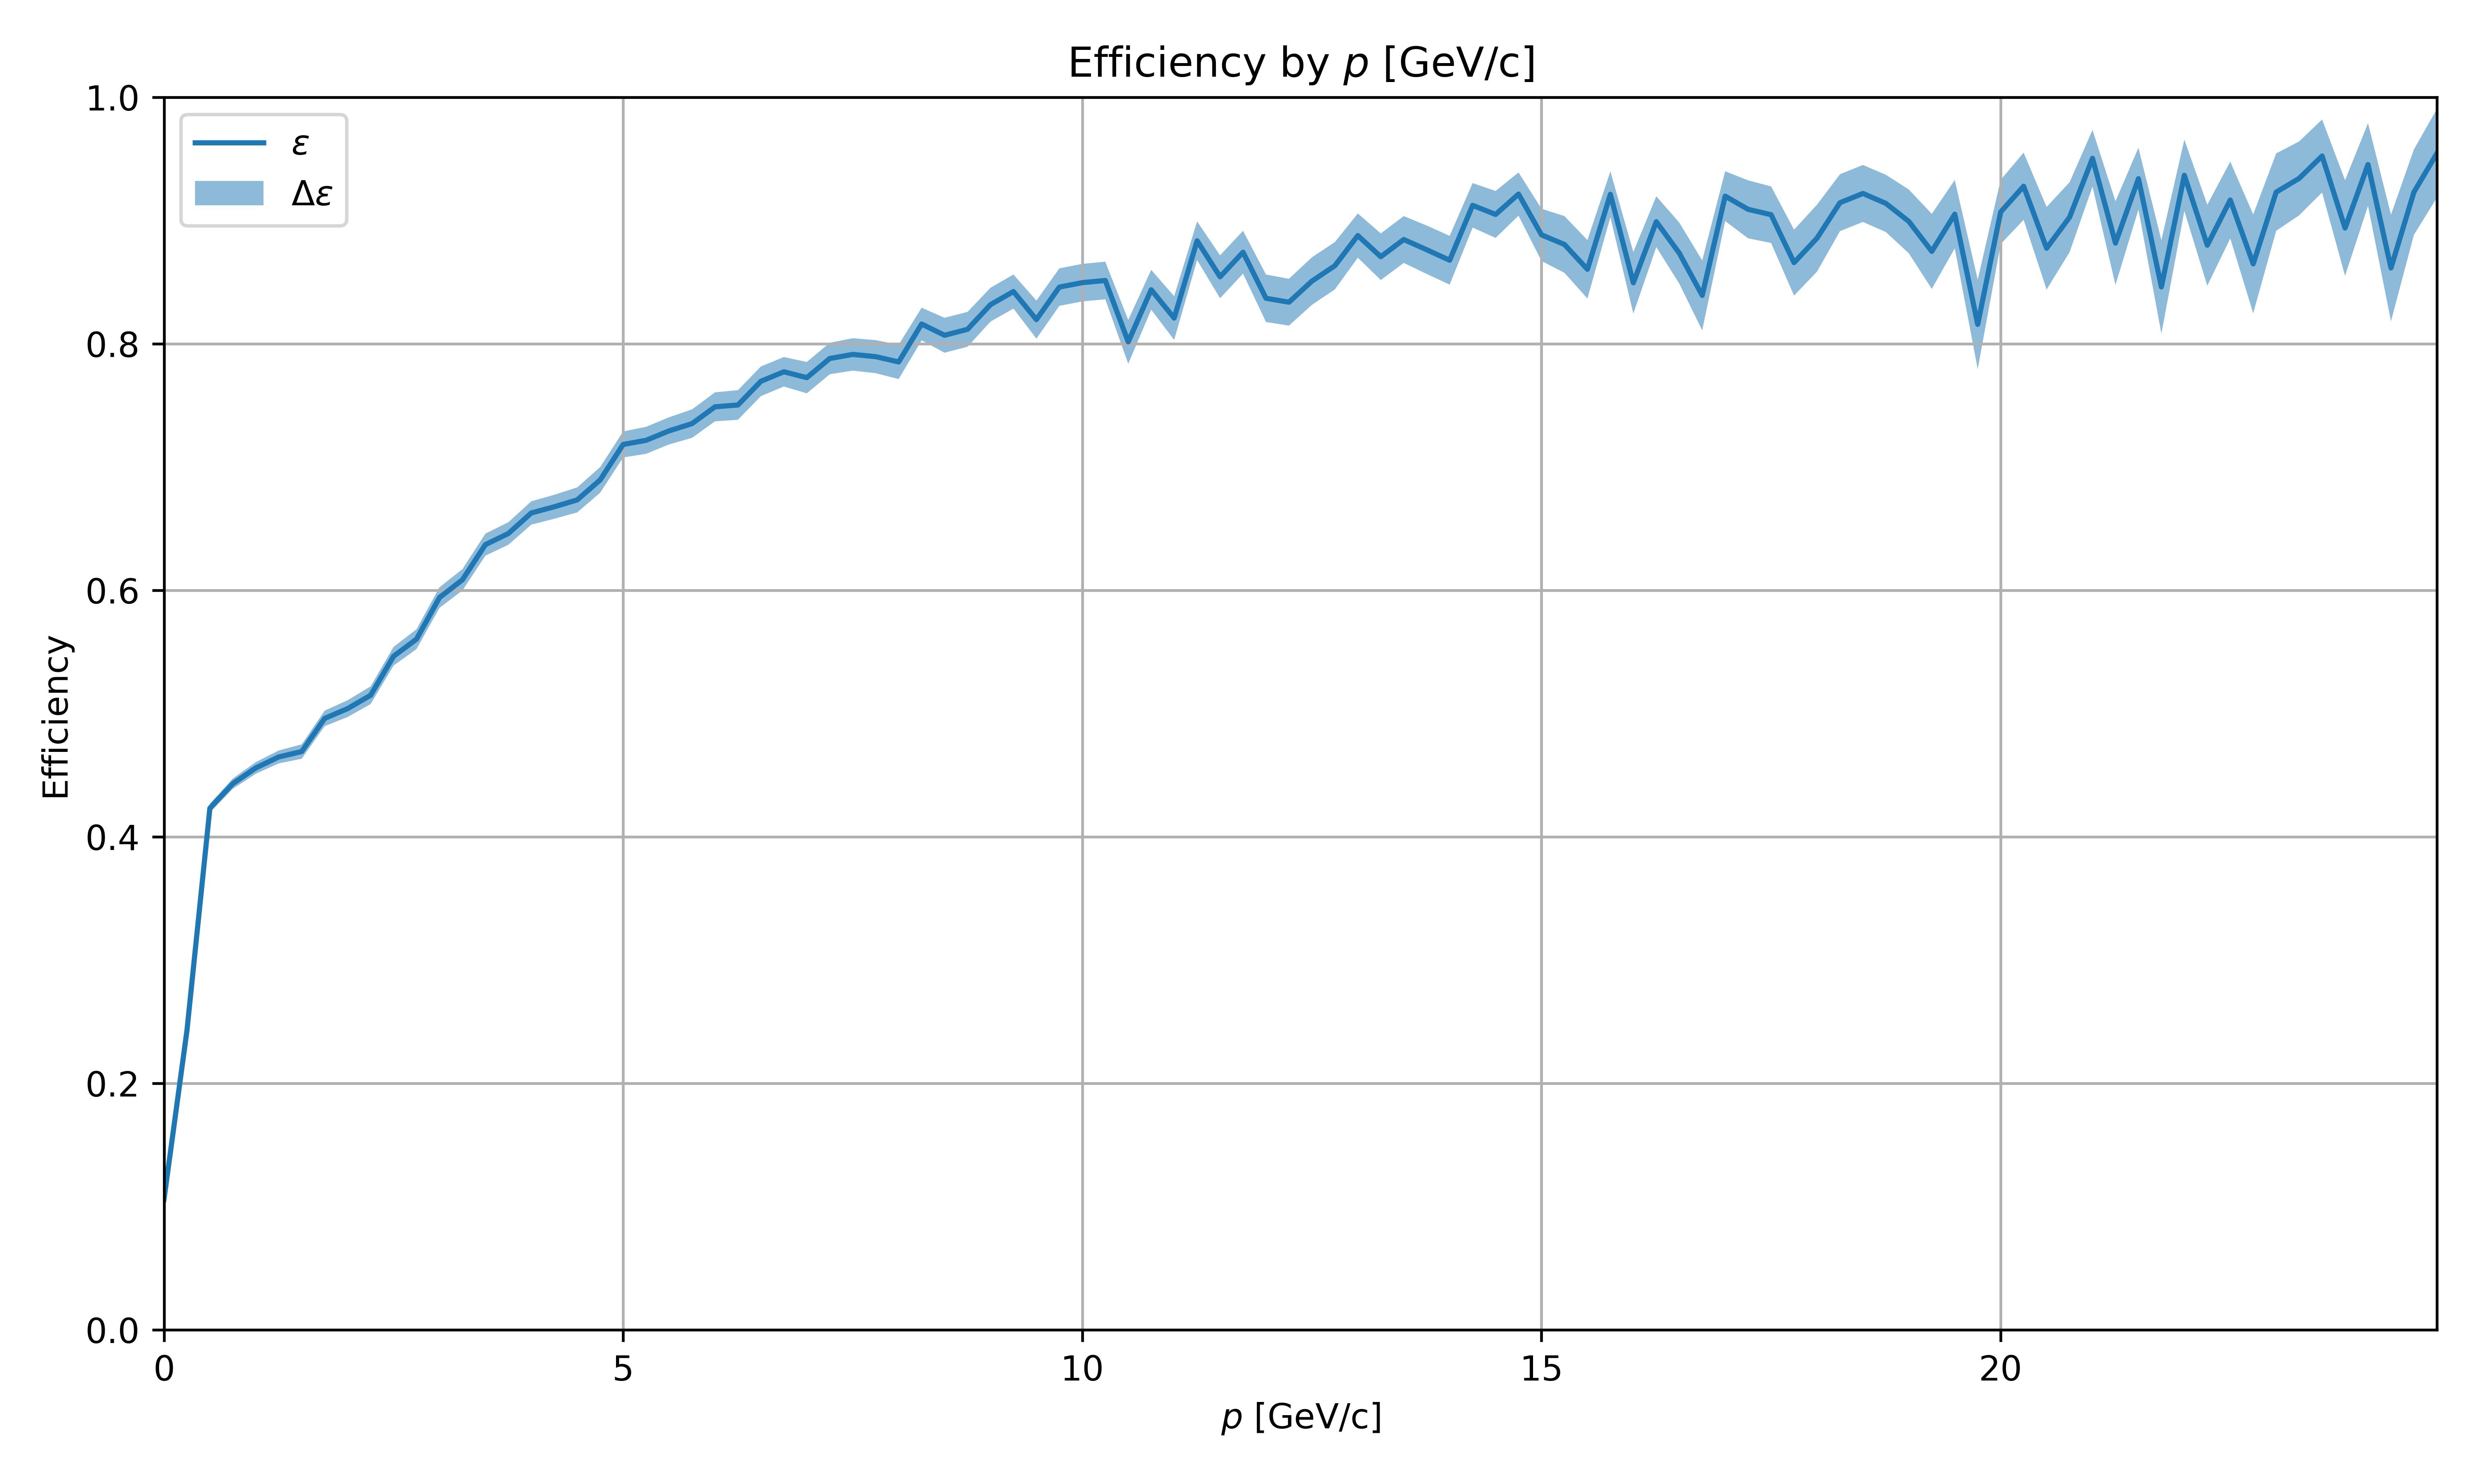 Efficiency by p [GeV/c]
1.0
ε
Δε
0.8
0.6
Efficiency
0.4
0.2
0.0
0 5 10 15 20
p [GeV/c]